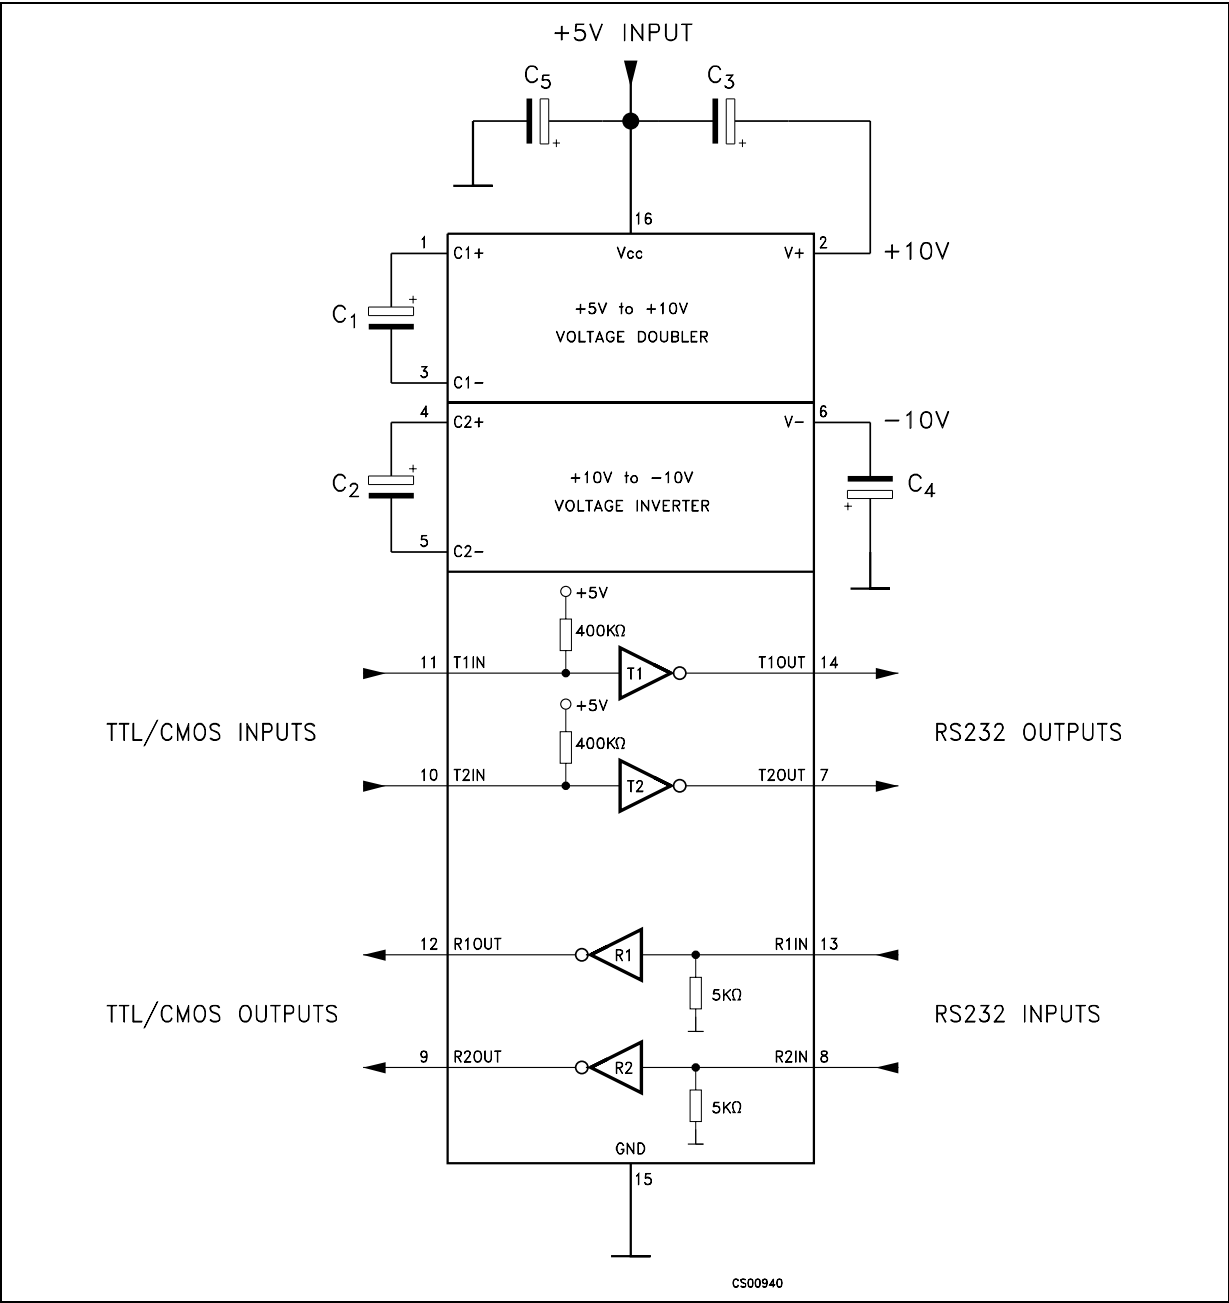 +5V INPUT
C5 C3
+ +
16
1 C1+ Vcc V+ 2 +10V
+
C1
+5V to +10V
VOLTAGE DOUBLER
3 C1-
4 C2+ V- 6 -10V
+
C2
+10V to -10V
VOLTAGE INVERTER
C4
+
5 C2-
+5V
400KΩ
11 T1IN T1 T1OUT 14
+5V
TTL/CMOS INPUTS RS232 OUTPUTS
400KΩ
10 T2IN T2 T2OUT 7
12 R1OUT R1 R1IN 13
5KΩ
TTL/CMOS OUTPUTS RS232 INPUTS
9 R2OUT R2 R2IN 8
5KΩ
GND
15
CS00940